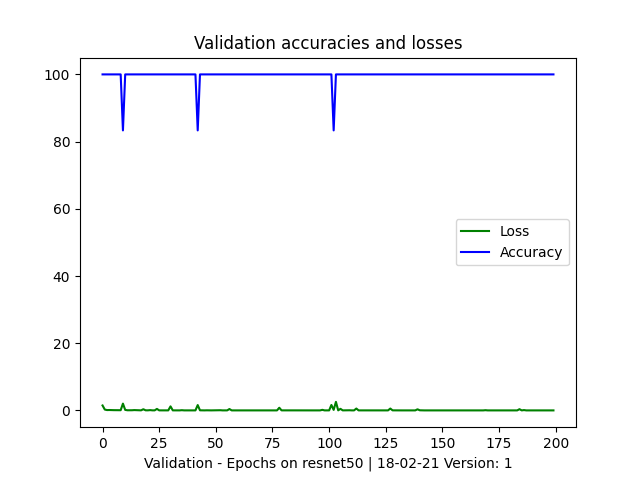 Validation accuracies and losses
100
80
60
40
20
0
Loss
Accuracy
0 25 50 75 100 125 150 175 200
Validation - Epochs on resnet50 | 18-02-21 Version: 1